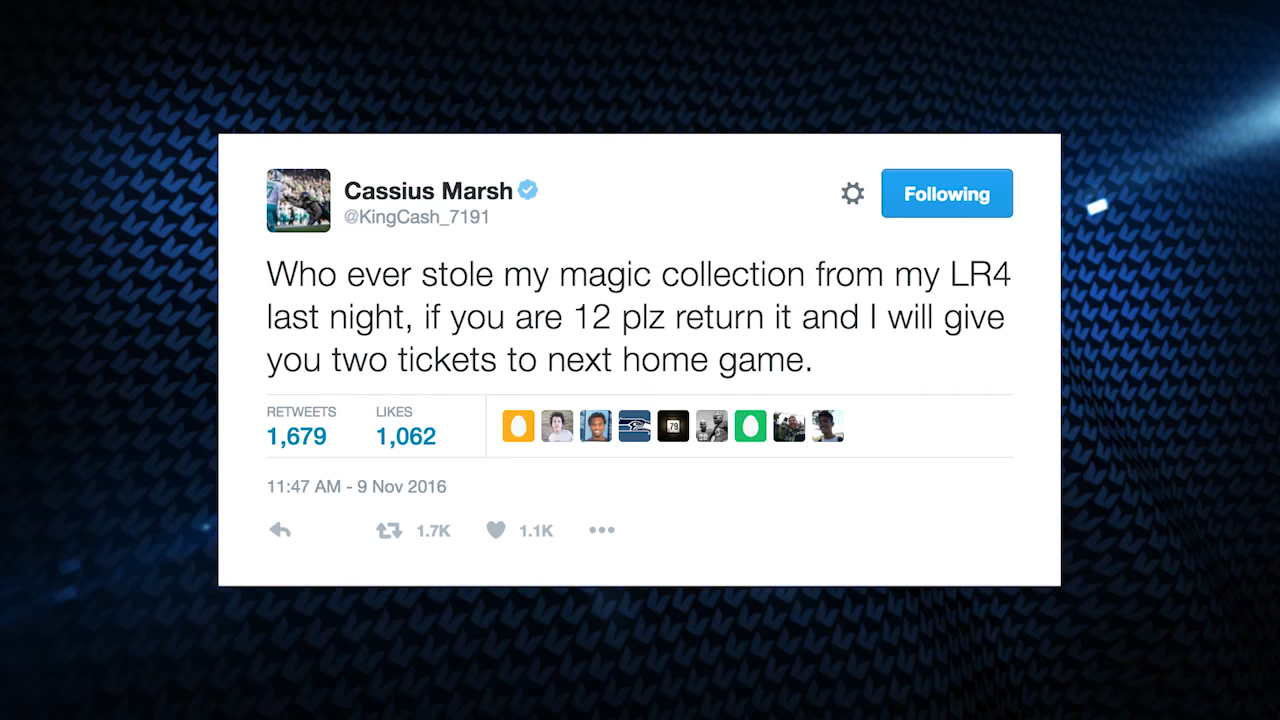 Cassius Marsh
@KingCash_7191
Following
Who ever stole my magic collection from my LR4
last night, if you are 12 plz return it and I will give
you two tickets to next home game.
RETWEETS LIKES
1,679 1,062
79
11:47 AM - 9 Nov 2016
1.7K 1.1K